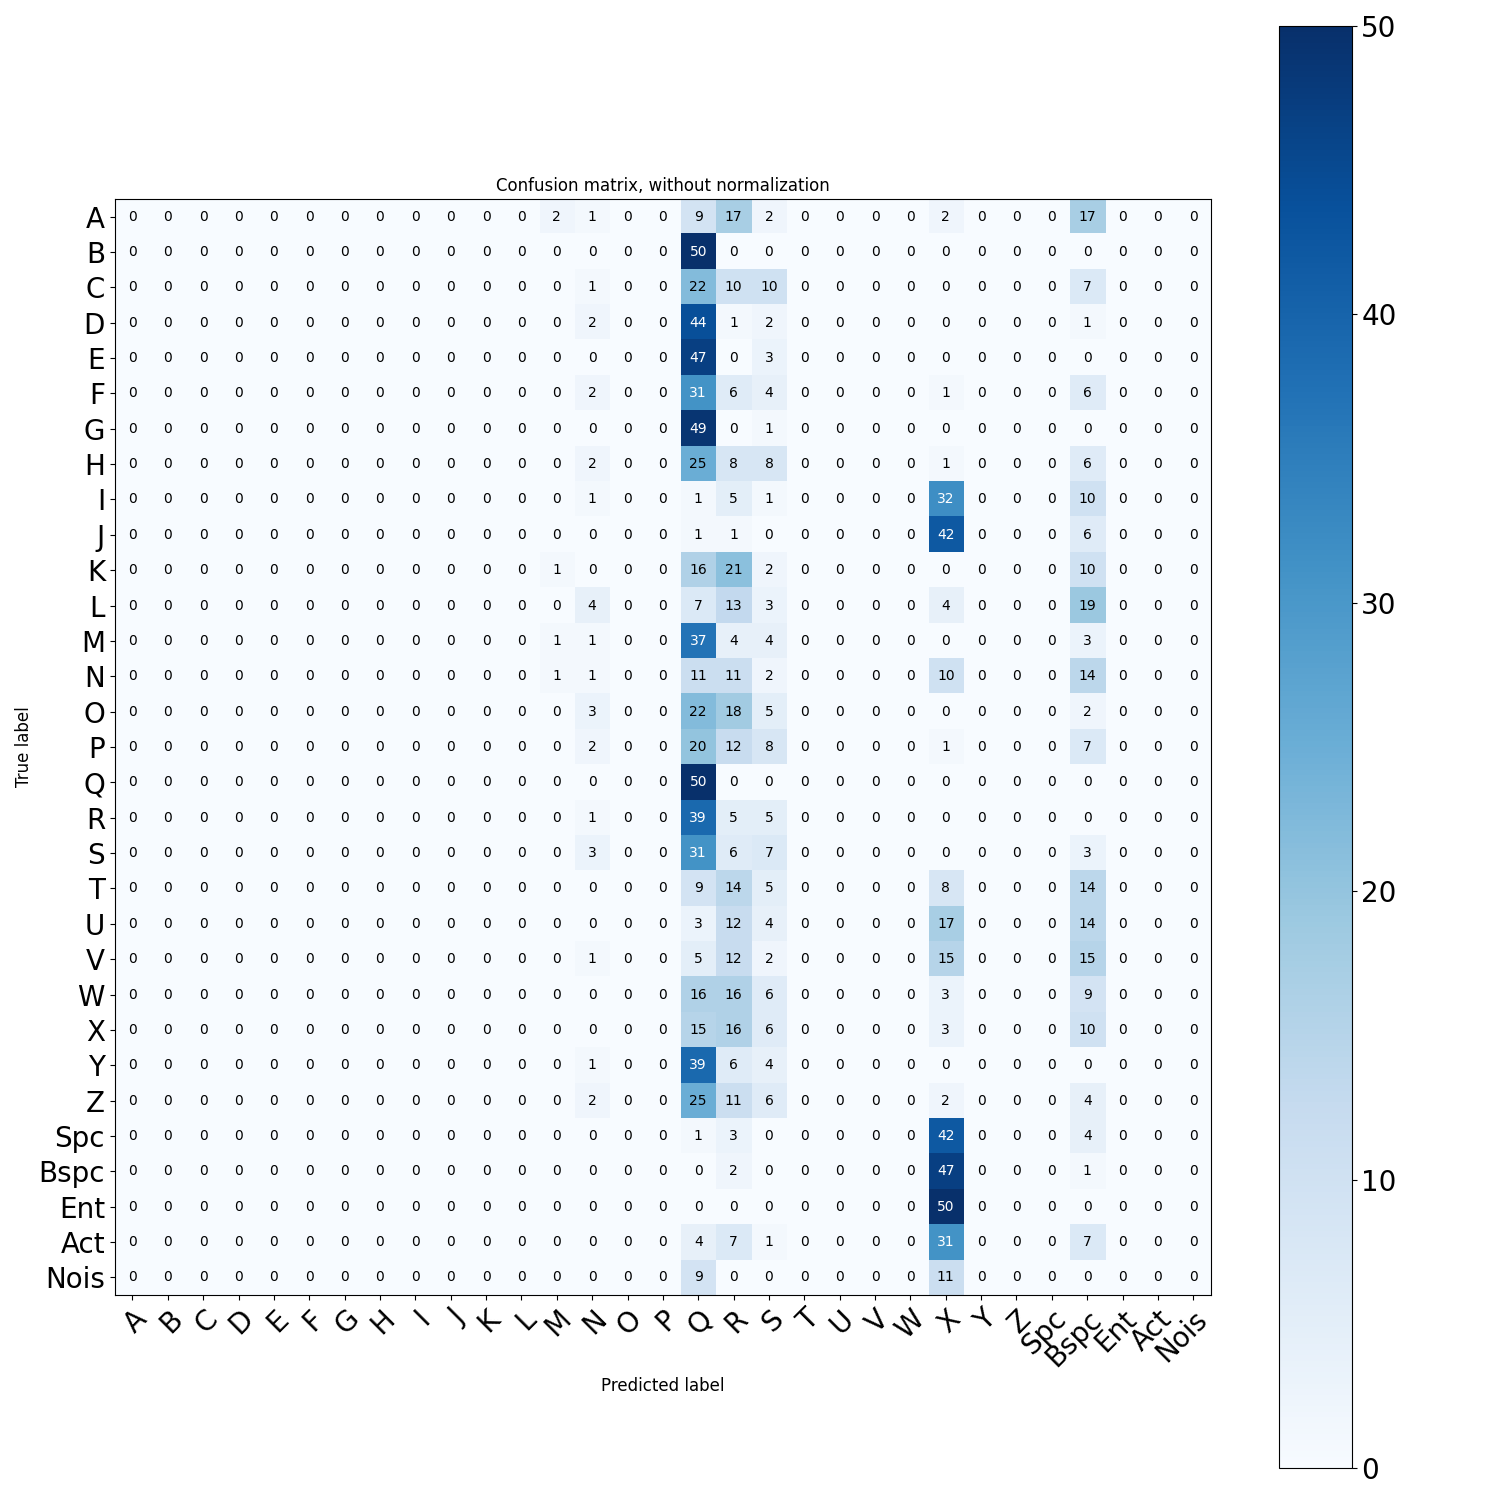 Confusion matrix, without normalization
True label
A 0 0 0 0 0 0 0 0 0 0 0 0 2 1 0 0 9 17 2 0 0 0 0 2 0 0 0 17 0 0 0
B 0 0 0 0 0 0 0 0 0 0 0 0 0 0 0 0 50 0 0 0 0 0 0 0 0 0 0 0 0 0 0
C 0 0 0 0 0 0 0 0 0 0 0 0 0 1 0 0 22 10 10 0 0 0 0 0 0 0 0 7 0 0 0
D 0 0 0 0 0 0 0 0 0 0 0 0 0 2 0 0 44 1 2 0 0 0 0 0 0 0 0 1 0 0 0
E 0 0 0 0 0 0 0 0 0 0 0 0 0 0 0 0 47 0 3 0 0 0 0 0 0 0 0 0 0 0 0
F 0 0 0 0 0 0 0 0 0 0 0 0 0 2 0 0 31 6 4 0 0 0 0 1 0 0 0 6 0 0 0
G 0 0 0 0 0 0 0 0 0 0 0 0 0 0 0 0 49 0 1 0 0 0 0 0 0 0 0 0 0 0 0
H 0 0 0 0 0 0 0 0 0 0 0 0 0 2 0 0 25 8 8 0 0 0 0 1 0 0 0 6 0 0 0
I 0 0 0 0 0 0 0 0 0 0 0 0 0 1 0 0 1 5 1 0 0 0 0 32 0 0 0 10 0 0 0
J 0 0 0 0 0 0 0 0 0 0 0 0 0 0 0 0 1 1 0 0 0 0 0 42 0 0 0 6 0 0 0
K 0 0 0 0 0 0 0 0 0 0 0 0 1 0 0 0 16 21 2 0 0 0 0 0 0 0 0 10 0 0 0
L 0 0 0 0 0 0 0 0 0 0 0 0 0 4 0 0 7 13 3 0 0 0 0 4 0 0 0 19 0 0 0
M 0 0 0 0 0 0 0 0 0 0 0 0 1 1 0 0 37 4 4 0 0 0 0 0 0 0 0 3 0 0 0
N 0 0 0 0 0 0 0 0 0 0 0 0 1 1 0 0 11 11 2 0 0 0 0 10 0 0 0 14 0 0 0
O 0 0 0 0 0 0 0 0 0 0 0 0 0 3 0 0 22 18 5 0 0 0 0 0 0 0 0 2 0 0 0
P 0 0 0 0 0 0 0 0 0 0 0 0 0 2 0 0 20 12 8 0 0 0 0 1 0 0 0 7 0 0 0
Q 0 0 0 0 0 0 0 0 0 0 0 0 0 0 0 0 50 0 0 0 0 0 0 0 0 0 0 0 0 0 0
R 0 0 0 0 0 0 0 0 0 0 0 0 0 1 0 0 39 5 5 0 0 0 0 0 0 0 0 0 0 0 0
S 0 0 0 0 0 0 0 0 0 0 0 0 0 3 0 0 31 6 7 0 0 0 0 0 0 0 0 3 0 0 0
T 0 0 0 0 0 0 0 0 0 0 0 0 0 0 0 0 9 14 5 0 0 0 0 8 0 0 0 14 0 0 0
U 0 0 0 0 0 0 0 0 0 0 0 0 0 0 0 0 3 12 4 0 0 0 0 17 0 0 0 14 0 0 0
V 0 0 0 0 0 0 0 0 0 0 0 0 0 1 0 0 5 12 2 0 0 0 0 15 0 0 0 15 0 0 0
W 0 0 0 0 0 0 0 0 0 0 0 0 0 0 0 0 16 16 6 0 0 0 0 3 0 0 0 9 0 0 0
X 0 0 0 0 0 0 0 0 0 0 0 0 0 0 0 0 15 16 6 0 0 0 0 3 0 0 0 10 0 0 0
Y 0 0 0 0 0 0 0 0 0 0 0 0 0 1 0 0 39 6 4 0 0 0 0 0 0 0 0 0 0 0 0
Z 0 0 0 0 0 0 0 0 0 0 0 0 0 2 0 0 25 11 6 0 0 0 0 2 0 0 0 4 0 0 0
Spc 0 0 0 0 0 0 0 0 0 0 0 0 0 0 0 0 1 3 0 0 0 0 0 42 0 0 0 4 0 0 0
Bspc 0 0 0 0 0 0 0 0 0 0 0 0 0 0 0 0 0 2 0 0 0 0 0 47 0 0 0 1 0 0 0
Ent 0 0 0 0 0 0 0 0 0 0 0 0 0 0 0 0 0 0 0 0 0 0 0 50 0 0 0 0 0 0 0
Act 0 0 0 0 0 0 0 0 0 0 0 0 0 0 0 0 4 7 1 0 0 0 0 31 0 0 0 7 0 0 0
Nois 0 0 0 0 0 0 0 0 0 0 0 0 0 0 0 0 9 0 0 0 0 0 0 11 0 0 0 0 0 0 0
A B C D E F G H I J K L M N O P Q R S T U V W X Y Z Spc Bspc Ent Act Nois
Predicted label
50
40
30
20
10
0